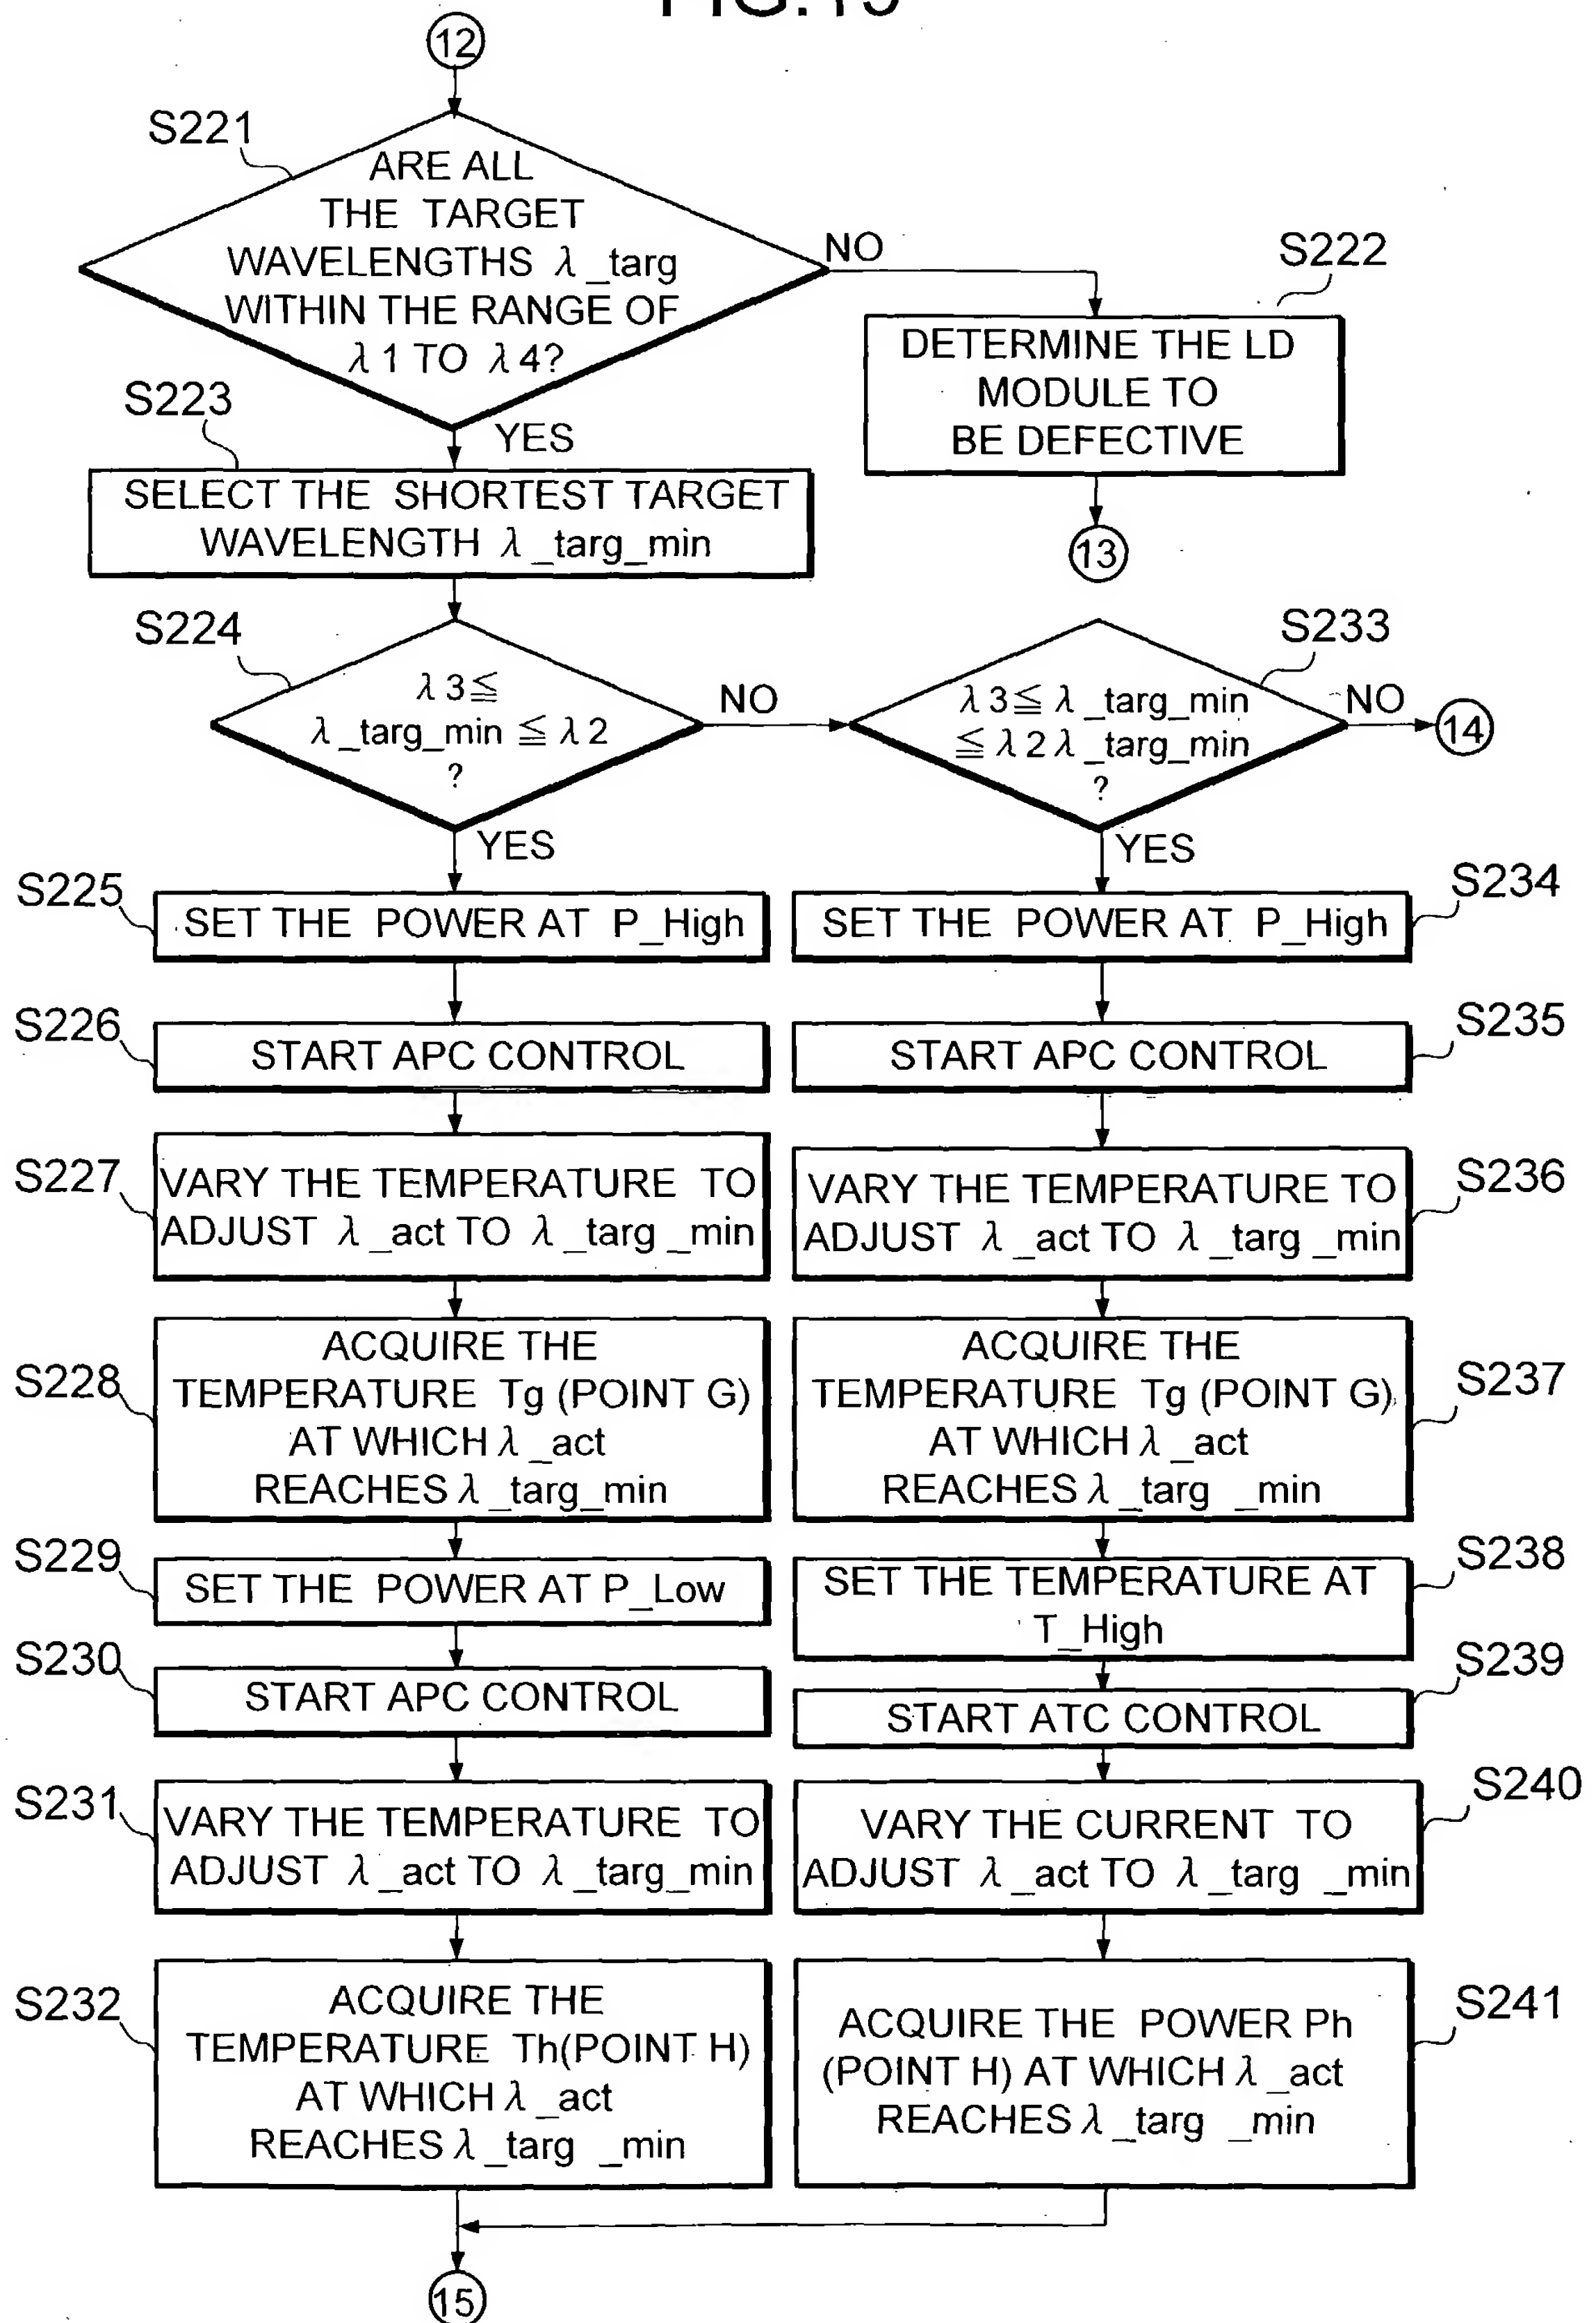 12
S221
ARE ALL
THE TARGET
WAVELENGTHS λ_targ
WITHIN THE RANGE OF
λ1 TO λ4?
NO
YES
S222
DETERMINE THE LD
MODULE TO
BE DEFECTIVE
13
S223
SELECT THE SHORTEST TARGET
WAVELENGTH λ_targ_min
S224
λ3≦
λ_targ_min ≦ λ2
?
NO
YES
S233
λ3≦ λ_targ_min
≦ λ2 λ_targ_min
?
NO
14
YES
S225
SET THE POWER AT P_High
S226
START APC CONTROL
S227
VARY THE TEMPERATURE TO
ADJUST λ_act TO λ_targ_min
S228
ACQUIRE THE
TEMPERATURE Tg (POINT G)
AT WHICH λ_act
REACHES λ_targ_min
S229
SET THE POWER AT P_Low
S230
START APC CONTROL
S231
VARY THE TEMPERATURE TO
ADJUST λ_act TO λ_targ_min
S232
ACQUIRE THE
TEMPERATURE Th(POINT H)
AT WHICH λ_act
REACHES λ_targ_min
S234
SET THE POWER AT P_High
S235
START APC CONTROL
S236
VARY THE TEMPERATURE TO
ADJUST λ_act TO λ_targ_min
S237
ACQUIRE THE
TEMPERATURE Tg (POINT G)
AT WHICH λ_act
REACHES λ_targ_min
S238
SET THE TEMPERATURE AT
T_High
S239
START ATC CONTROL
S240
VARY THE CURRENT TO
ADJUST λ_act TO λ_targ_min
S241
ACQUIRE THE POWER Ph
(POINT H) AT WHICH λ_act
REACHES λ_targ_min
15